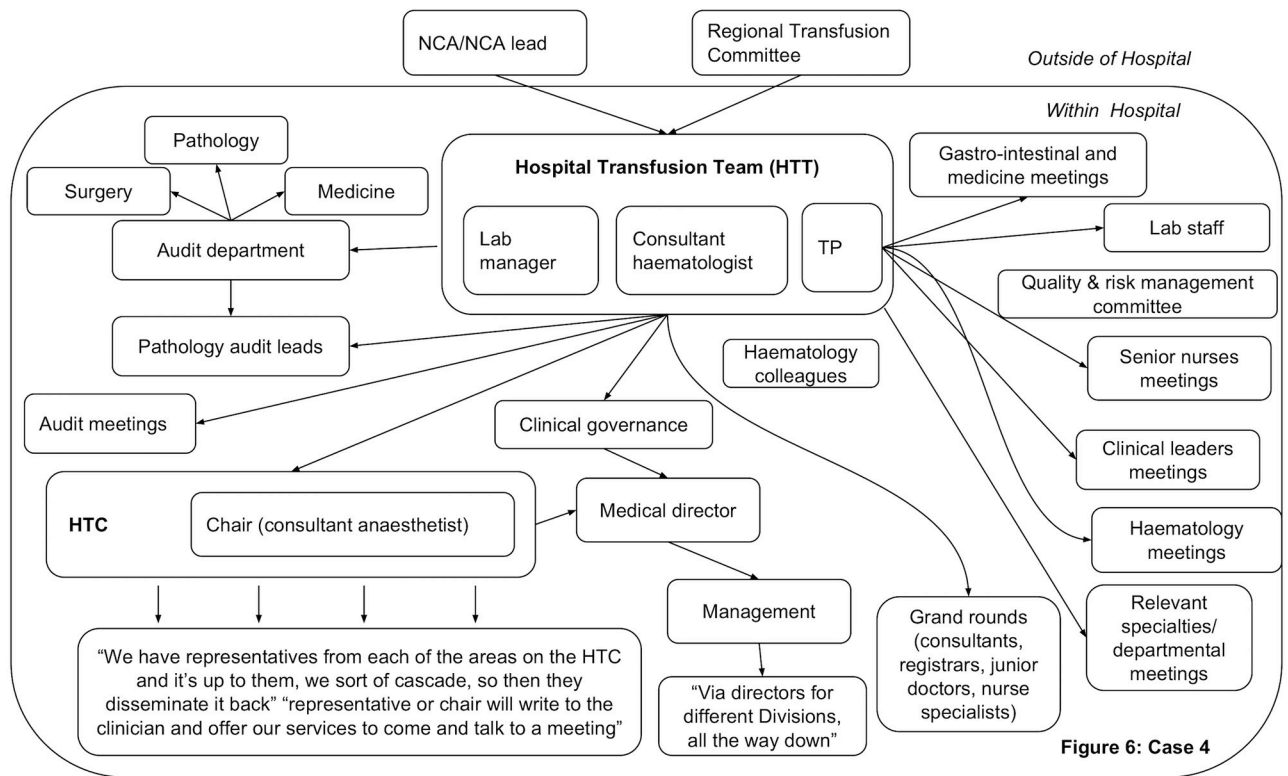 NCA/NCA lead
Regional Transfusion
Committee
Outside of Hospital
Within Hospital
Pathology
Surgery
Medicine
Audit department
Pathology audit leads
Audit meetings
Hospital Transfusion Team (HTT)
Lab
manager
Consultant
haematologist
TP
Gastro-intestinal and
medicine meetings
Lab staff
Quality & risk management
committee
Senior nurses
meetings
Clinical leaders
meetings
Haematology
meetings
Relevant
specialties/
departmental
meetings
Haematology
colleagues
Clinical governance
HTC
Chair (consultant anaesthetist)
Medical director
Management
“We have representatives from each of the areas on the HTC
and it’s up to them, we sort of cascade, so then they
disseminate it back” “representative or chair will write to the
clinician and offer our services to come and talk to a meeting”
“Via directors for
different Divisions,
all the way down”
Grand rounds
(consultants,
registrars, junior
doctors, nurse
specialists)
Figure 6: Case 4